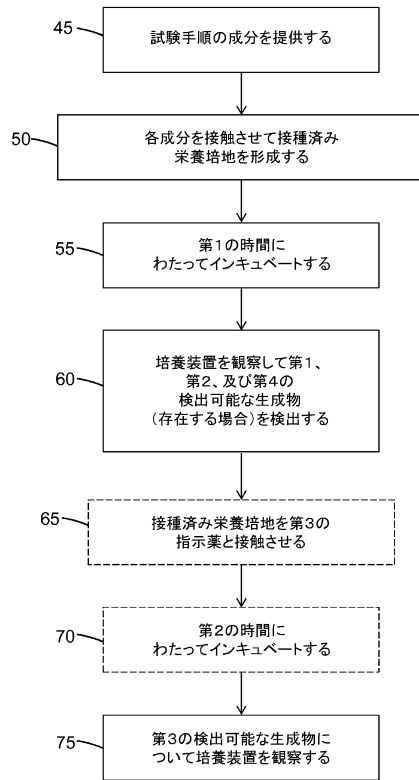 45
試験手順の成分を提供する
50
各成分を接触させて接種済み
栄養培地を形成する
55
第1の時間に
わたってインキュベートする
60
培養装置を観察して第1、
第2、及び第4の
検出可能な生成物
(存在する場合)を検出する
65
接種済み栄養培地を第3の
指示薬と接触させる
70
第2の時間に
わたってインキュベートする
75
第3の検出可能な生成物に
ついて培養装置を観察する